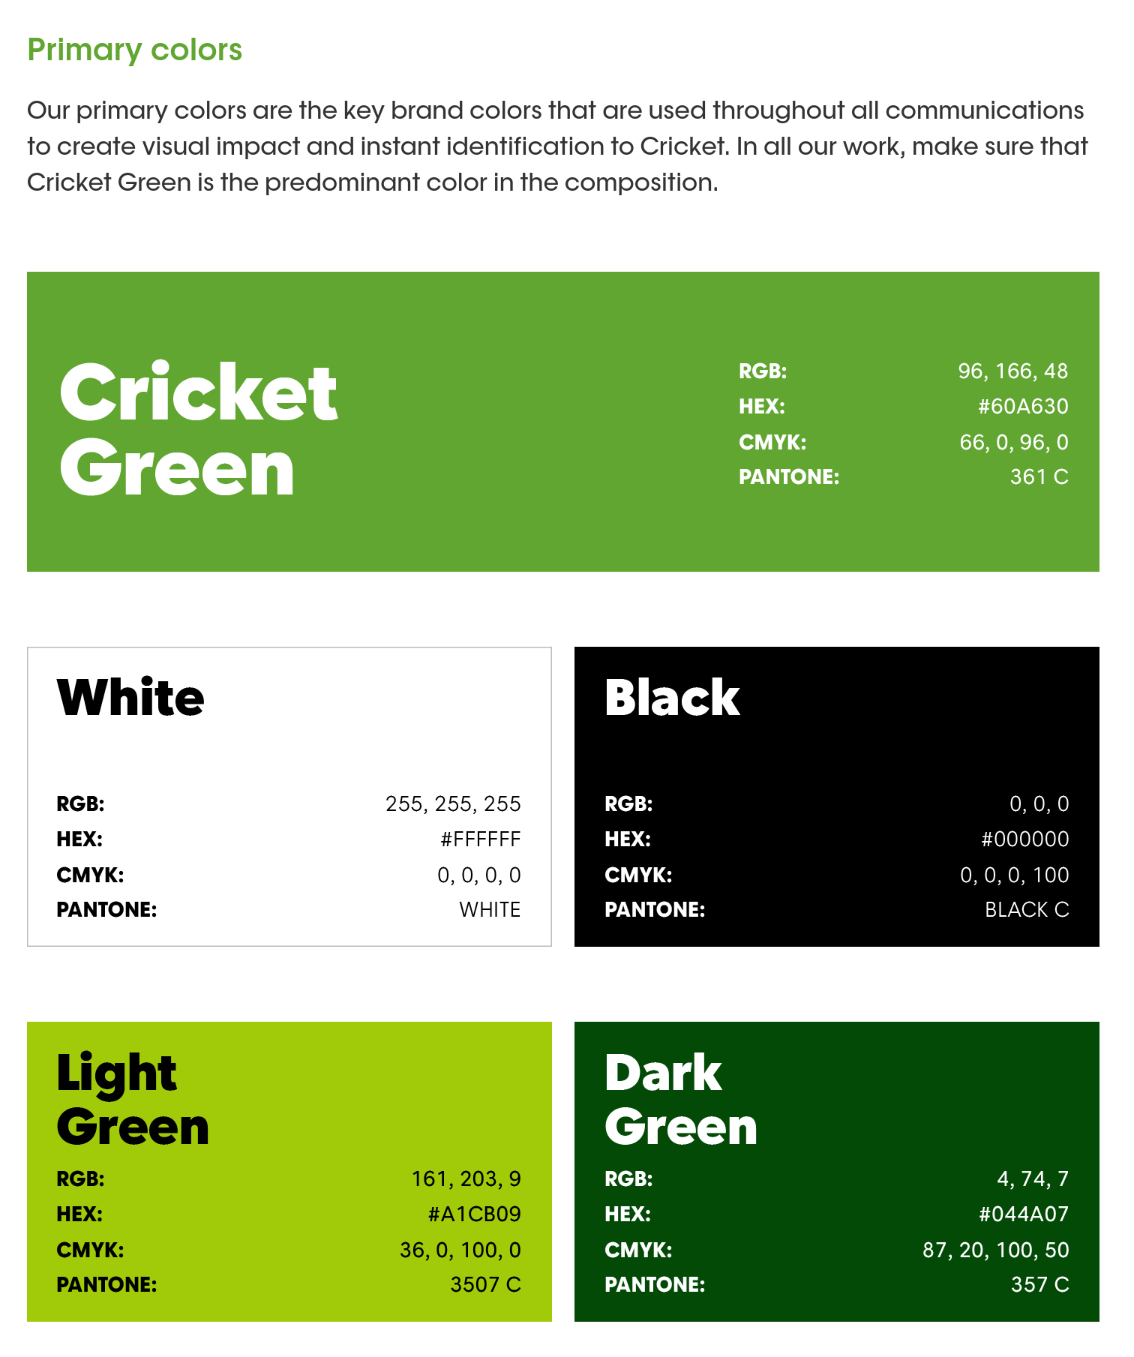 Primary colors
Our primary colors are the key brand colors that are used throughout all communications
to create visual impact and instant identification to Cricket. In all our work, make sure that
Cricket Green is the predominant color in the composition.
Cricket
Green
RGB: 96, 166, 48
HEX: #60A630
CMYK: 66, 0, 96, 0
PANTONE: 361 C
White
RGB: 255, 255, 255
HEX: #FFFFFF
CMYK: 0, 0, 0, 0
PANTONE: WHITE
Black
RGB: 0, 0, 0
HEX: #000000
CMYK: 0, 0, 0, 100
PANTONE: BLACK C
Light
Green
RGB: 161, 203, 9
HEX: #A1CB09
CMYK: 36, 0, 100, 0
PANTONE: 3507 C
Dark
Green
RGB: 4, 74, 7
HEX: #044A07
CMYK: 87, 20, 100, 50
PANTONE: 357 C